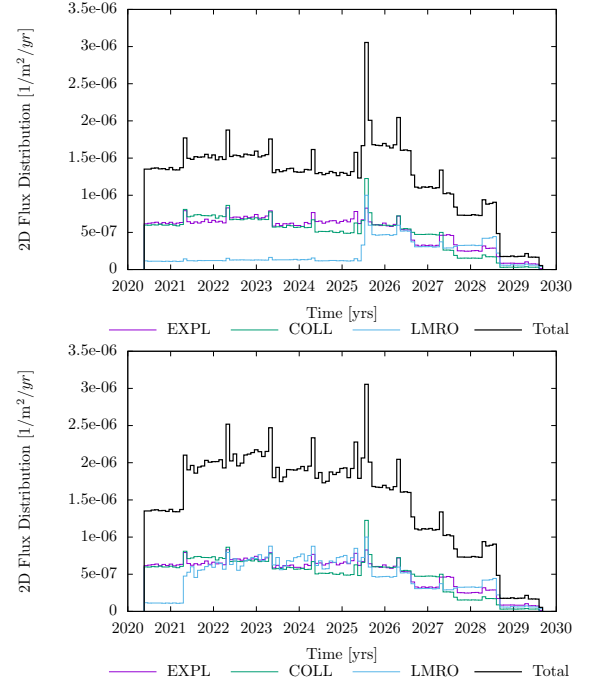 3.5e-06
3e-06
2.5e-06
2e-06
1.5e-06
1e-06
5e-07
0
2D Flux Distribution [1/m²/yr]
2020 2021 2022 2023 2024 2025 2026 2027 2028 2029 2030
Time [yrs]
EXPL COLL LMRO Total
3.5e-06
3e-06
2.5e-06
2e-06
1.5e-06
1e-06
5e-07
0
2D Flux Distribution [1/m²/yr]
2020 2021 2022 2023 2024 2025 2026 2027 2028 2029 2030
Time [yrs]
EXPL COLL LMRO Total